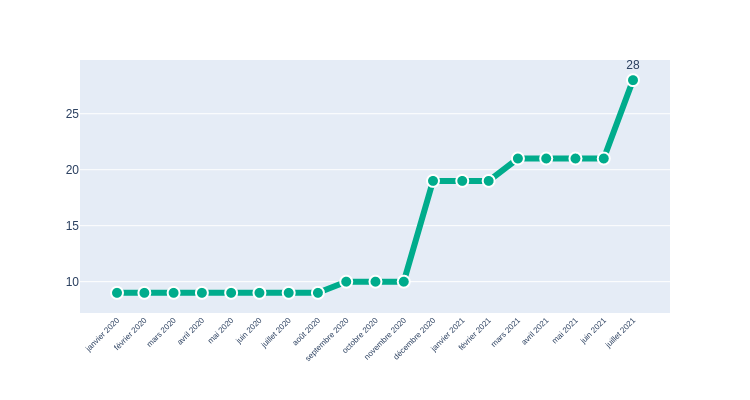 28
25
20
15
10
janvier 2020
février 2020
mars 2020
avril 2020
mai 2020
juin 2020
juillet 2020
août 2020
septembre 2020
octobre 2020
novembre 2020
décembre 2020
janvier 2021
février 2021
mars 2021
avril 2021
mai 2021
juin 2021
juillet 2021